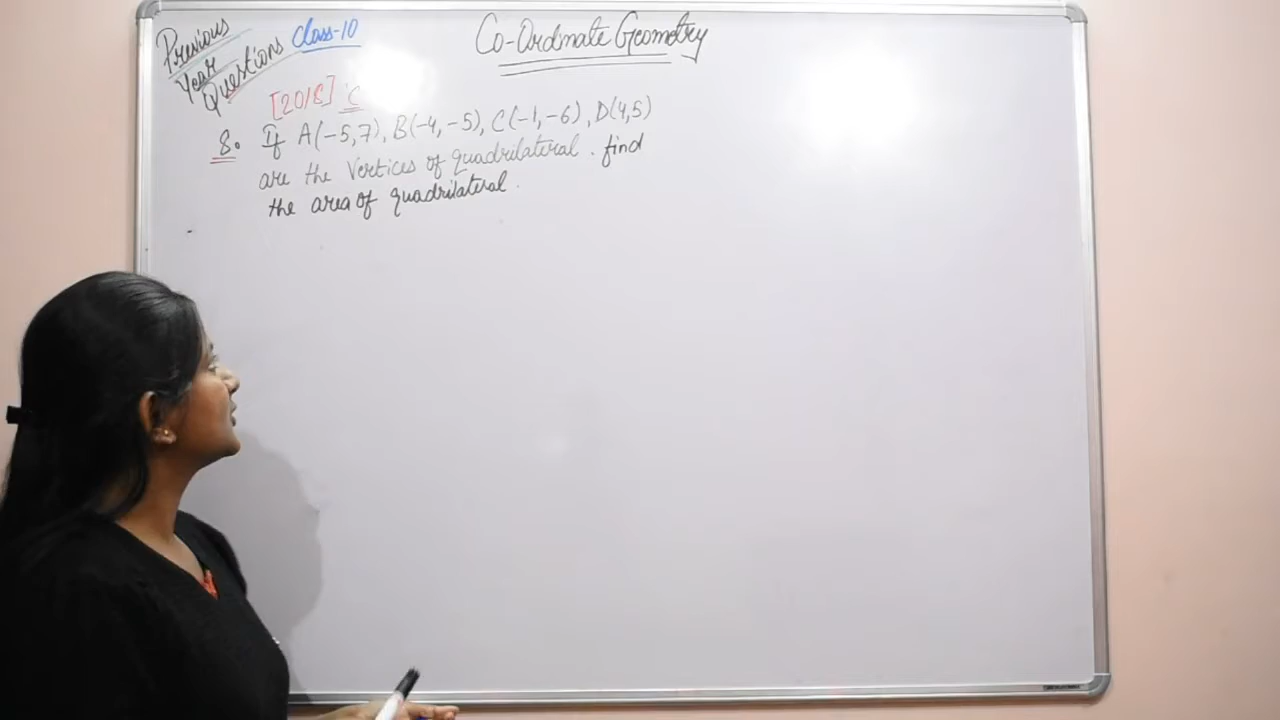 Previous
Year
Questions Class-10
Co-Ordinate Geometry
[2018] 'C'
8. If A(-5,7), B(-4,-5), C(-1,-6), D(4,5)
are the Vertices of quadrilateral. find
the area of quadrilateral.